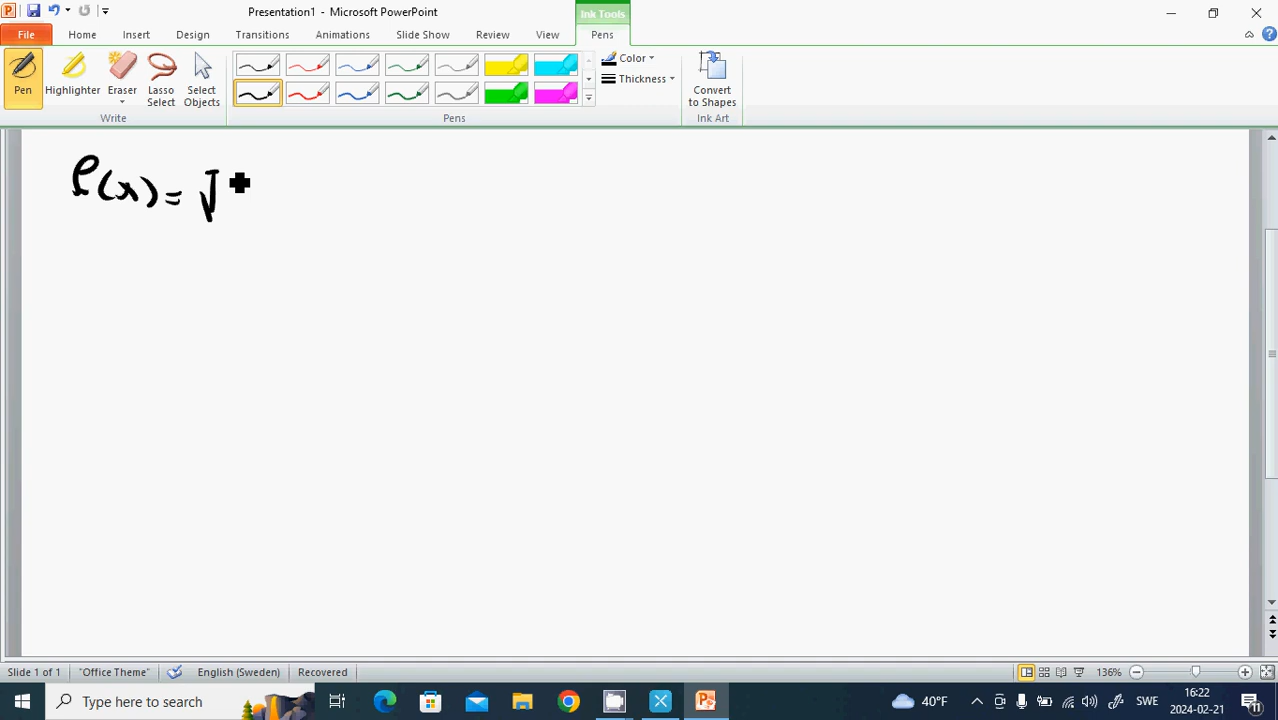 Presentation1 - Microsoft PowerPoint
Ink Tools
File Home Insert Design Transitions Animations Slide Show Review View Pens
Pen Highlighter Eraser Lasso Select Select Objects
Color
Thickness
Convert to Shapes
Write Pens Ink Art
f(x) = √
Slide 1 of 1 "Office Theme" English (Sweden) Recovered 136%
Type here to search 40°F SWE 16:22
2024-02-21 11